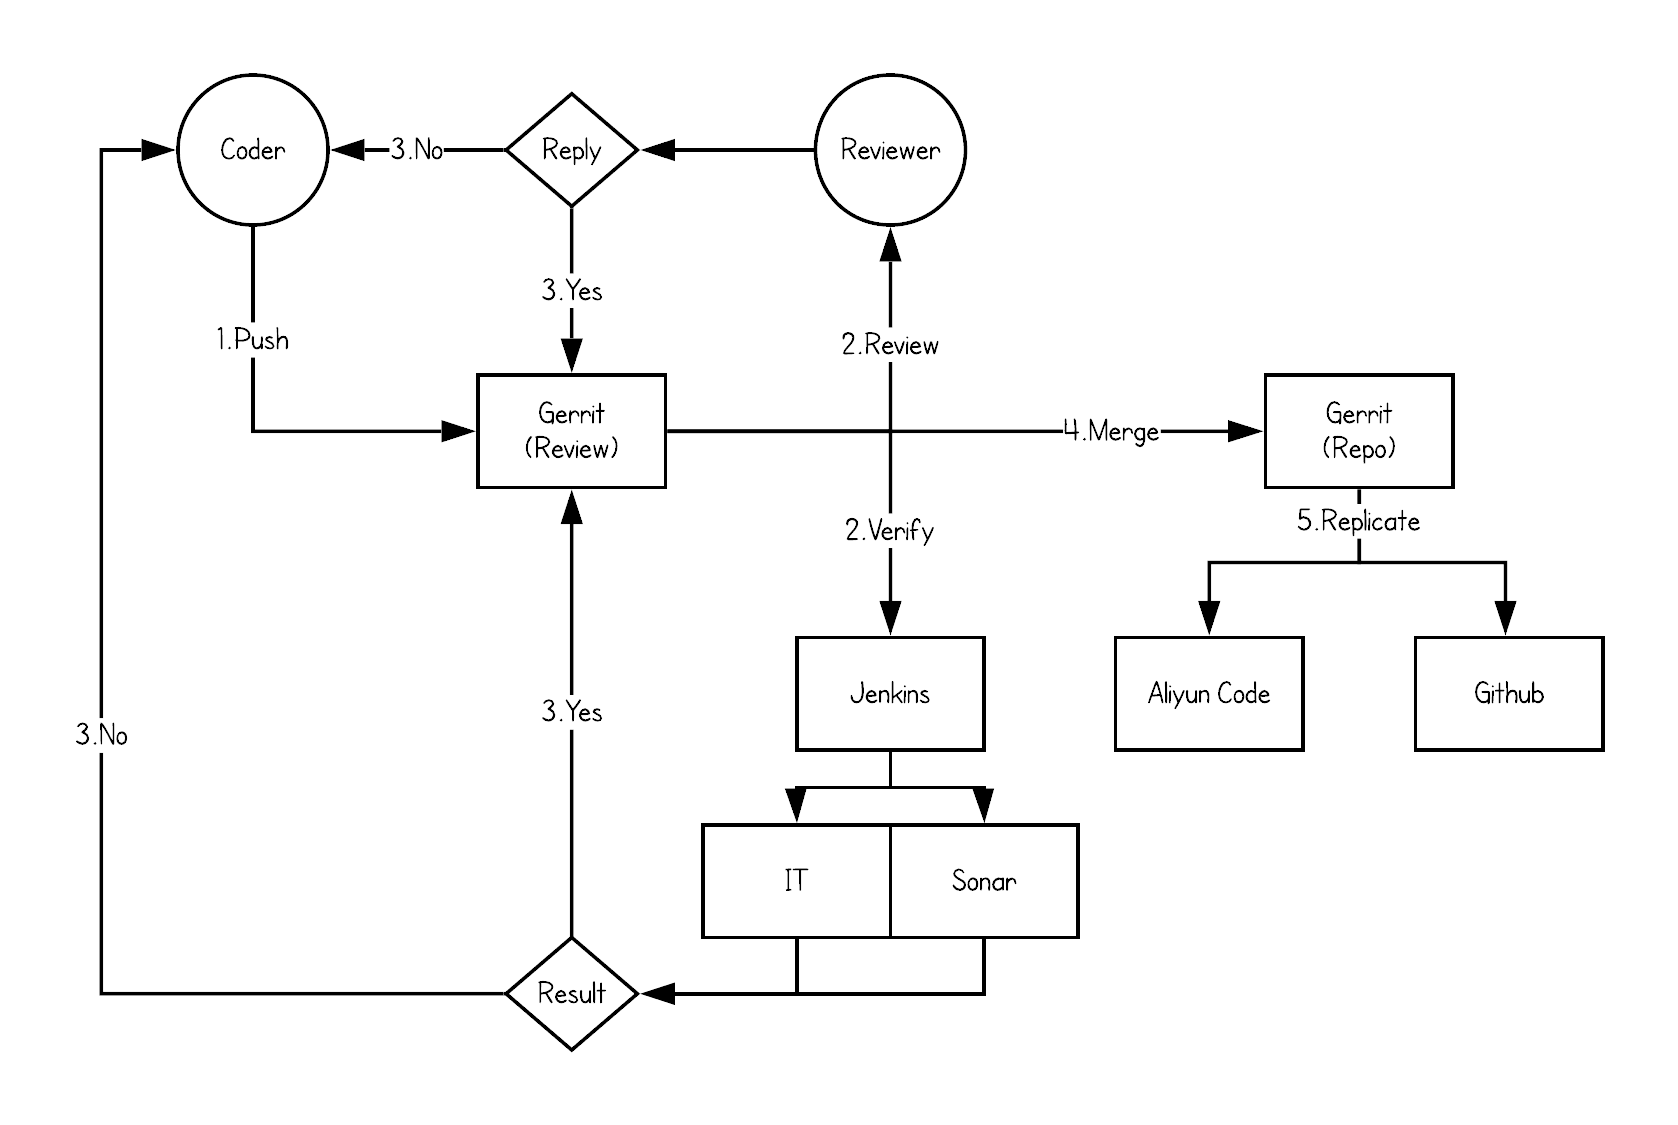 Coder
3.No
Reply
Reviewer
3.Yes
1.Push
2.Review
Gerrit
(Review)
4.Merge
Gerrit
(Repo)
2.Verify
5.Replicate
3.Yes
Jenkins
Aliyun Code
Github
3.No
IT
Sonar
Result